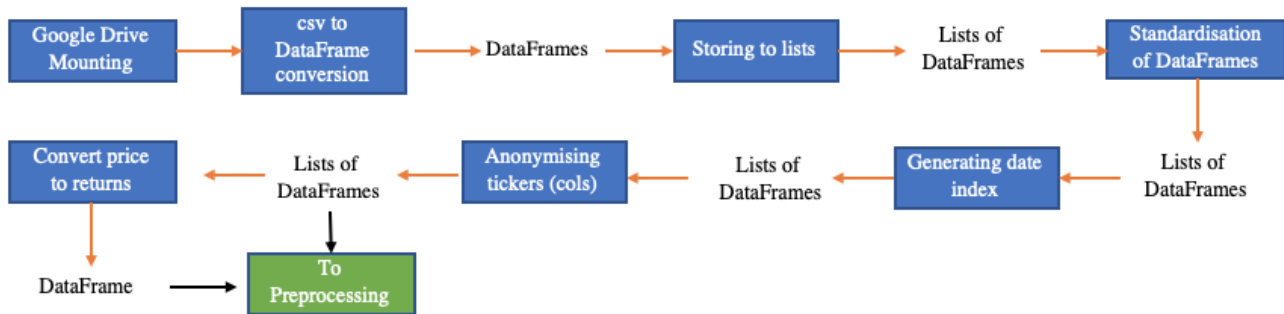 Google Drive
Mounting
csv to
DataFrame
conversion
DataFrames
Storing to lists
Lists of
DataFrames
Standardisation
of DataFrames
Convert price
to returns
Lists of
DataFrames
Anonymising
tickers (cols)
Lists of
DataFrames
Generating date
index
Lists of
DataFrames
DataFrame
To
Preprocessing